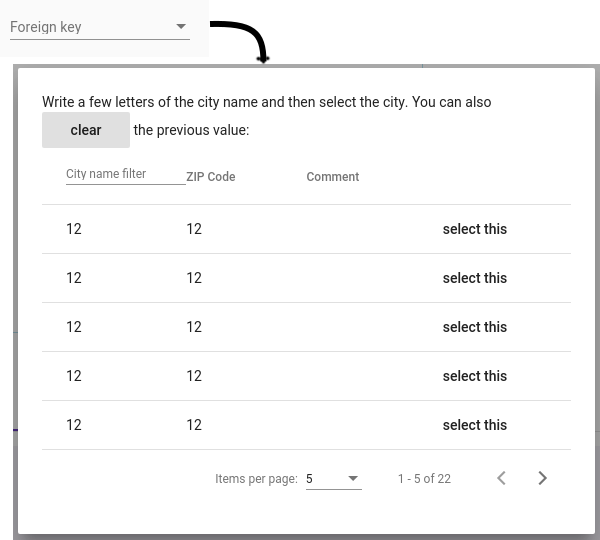 Foreign key
Write a few letters of the city name and then select the city. You can also
clear the previous value:
City name filter ZIP Code Comment
12 12 select this
12 12 select this
12 12 select this
12 12 select this
12 12 select this
Items per page: 5 1 - 5 of 22